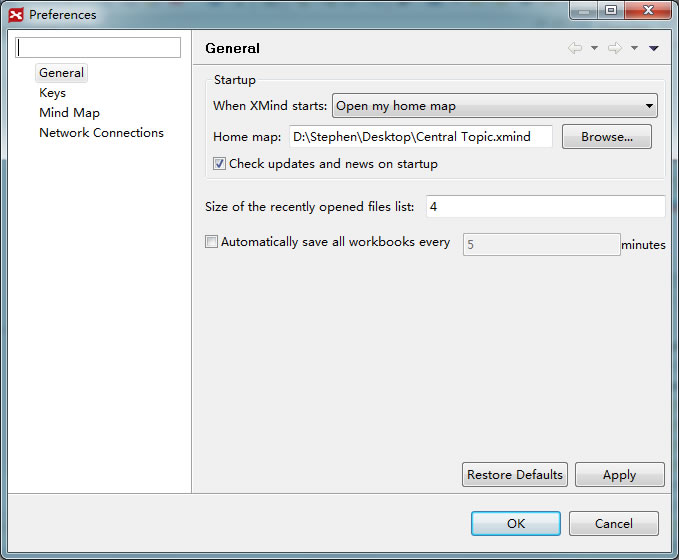 Preferences
General
Keys
Mind Map
Network Connections
General
Startup
When XMind starts: Open my home map
Home map: D:\Stephen\Desktop\Central Topic.xmind Browse...
Check updates and news on startup
Size of the recently opened files list: 4
Automatically save all workbooks every 5 minutes
Restore Defaults Apply
OK Cancel